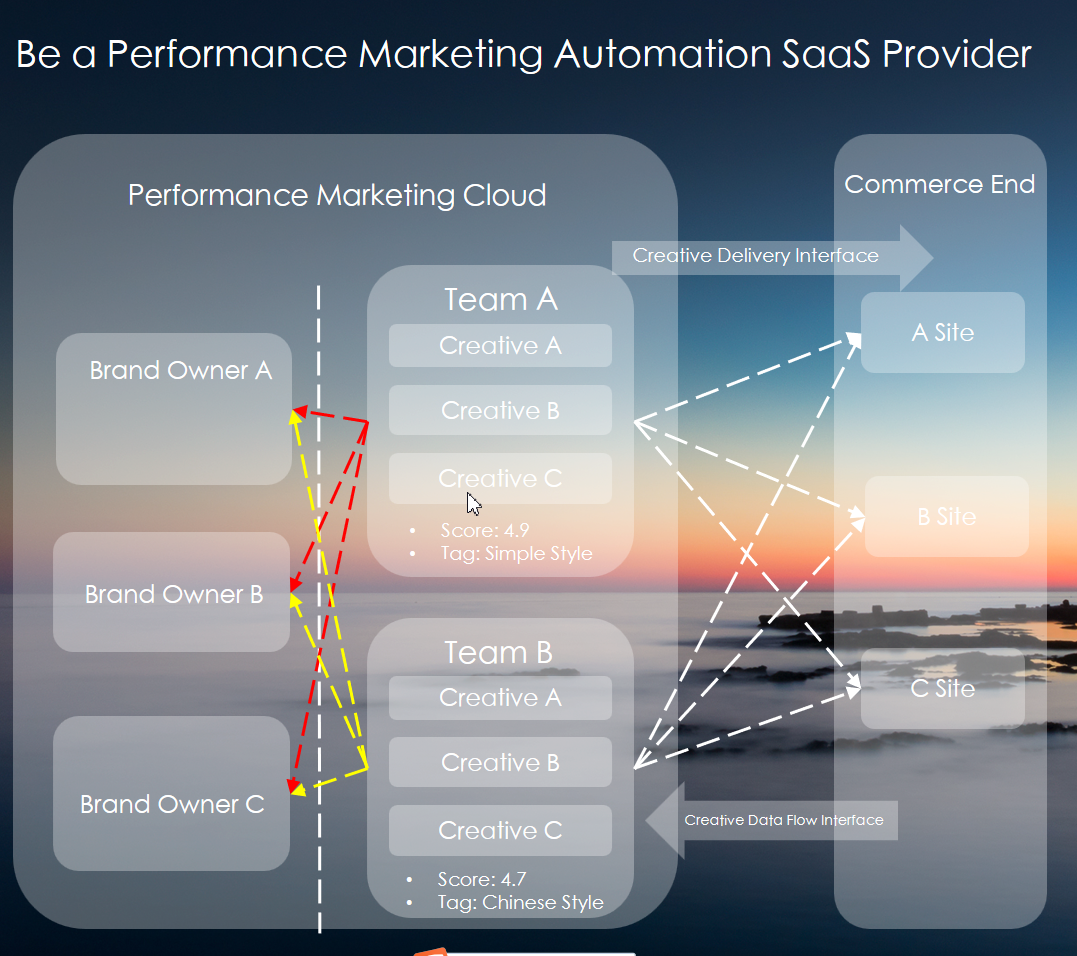 Be a Performance Marketing Automation SaaS Provider
Performance Marketing Cloud
Commerce End
Creative Delivery Interface
Brand Owner A
Brand Owner B
Brand Owner C
Team A
Creative A
Creative B
Creative C
• Score: 4.9
• Tag: Simple Style
Team B
Creative A
Creative B
Creative C
• Score: 4.7
• Tag: Chinese Style
A Site
B Site
C Site
Creative Data Flow Interface